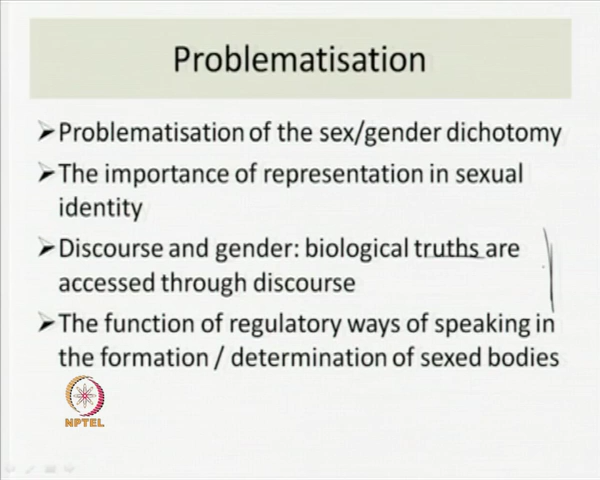 Problematisation
➢Problematisation of the sex/gender dichotomy
➢The importance of representation in sexual
identity
➢Discourse and gender: biological truths are
accessed through discourse
➢The function of regulatory ways of speaking in
the formation / determination of sexed bodies
NPTEL